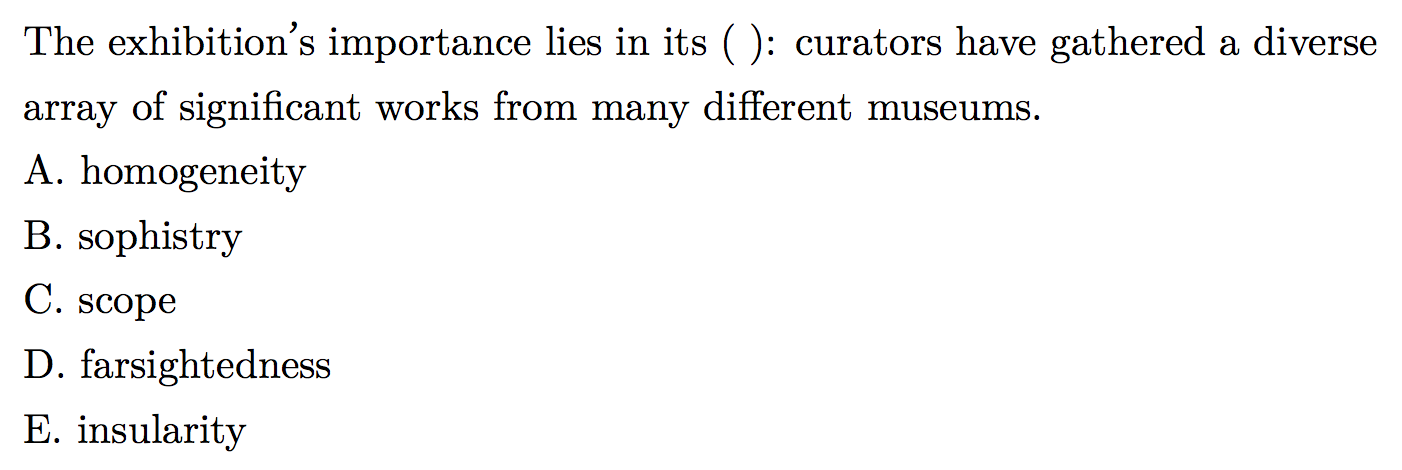 The exhibition's importance lies in its ( ): curators have gathered a diverse
array of significant works from many different museums.
A. homogeneity
B. sophistry
C. scope
D. farsightedness
E. insularity